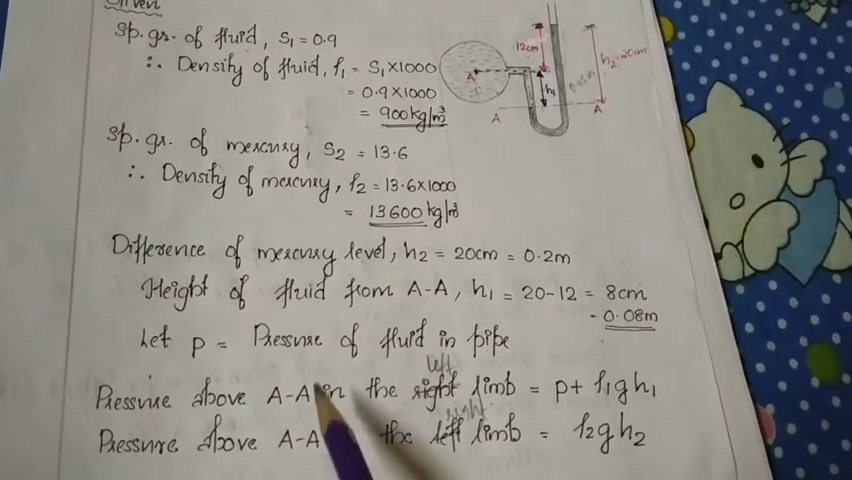 Given
Sp.gr. of fluid, S₁ = 0.9
∴ Density of fluid, ρ₁ = S₁×1000
= 0.9×1000
= 900kg/m³
Sp.gr. of mercury, S₂ = 13.6
∴ Density of mercury, ρ₂ = 13.6×1000
= 13600kg/m³
Difference of mercury level, h₂ = 20cm = 0.2m
Height of fluid from A-A, h₁ = 20-12 = 8cm
= 0.08m
Let p = Pressure of fluid in pipe
left
Pressure above A-A in the right limb = p+ ρ₁gh₁
right
Pressure above A-A the left limb = ρ₂gh₂
12cm
h₂=20cm
A
h₁
0.08m
A
A